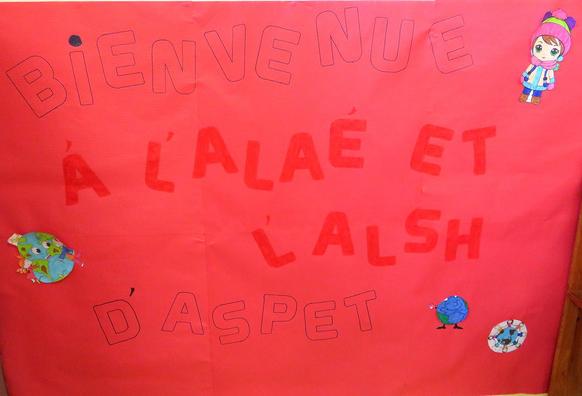 BiENVENUE
À L'ALAÉ ET
L'ALSH
D'ASPET